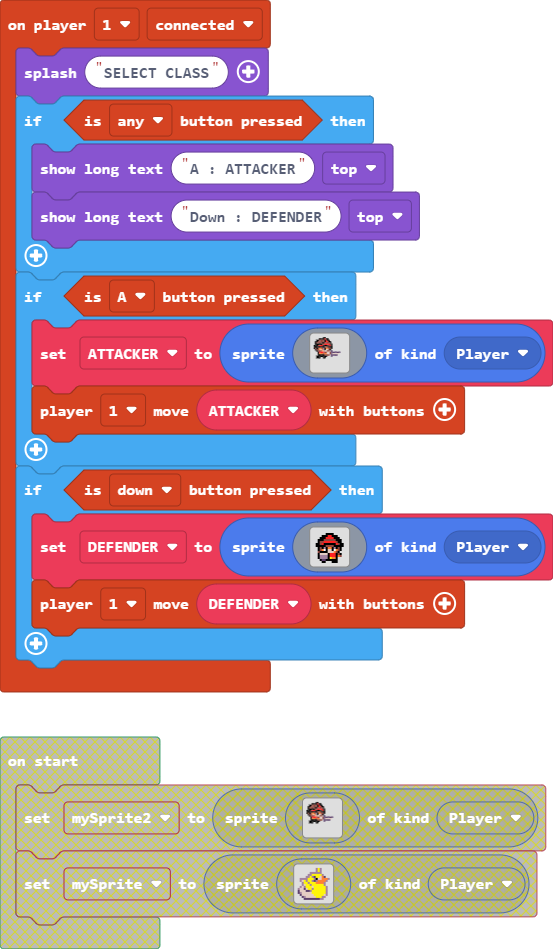 on player 1 connected
splash "SELECT CLASS"
if is any button pressed then
show long text "A : ATTACKER" top
show long text "Down : DEFENDER" top
if is A button pressed then
set ATTACKER to sprite of kind Player
player 1 move ATTACKER with buttons
if is down button pressed then
set DEFENDER to sprite of kind Player
player 1 move DEFENDER with buttons
on start
set mySprite2 to sprite of kind Player
set mySprite to sprite of kind Player